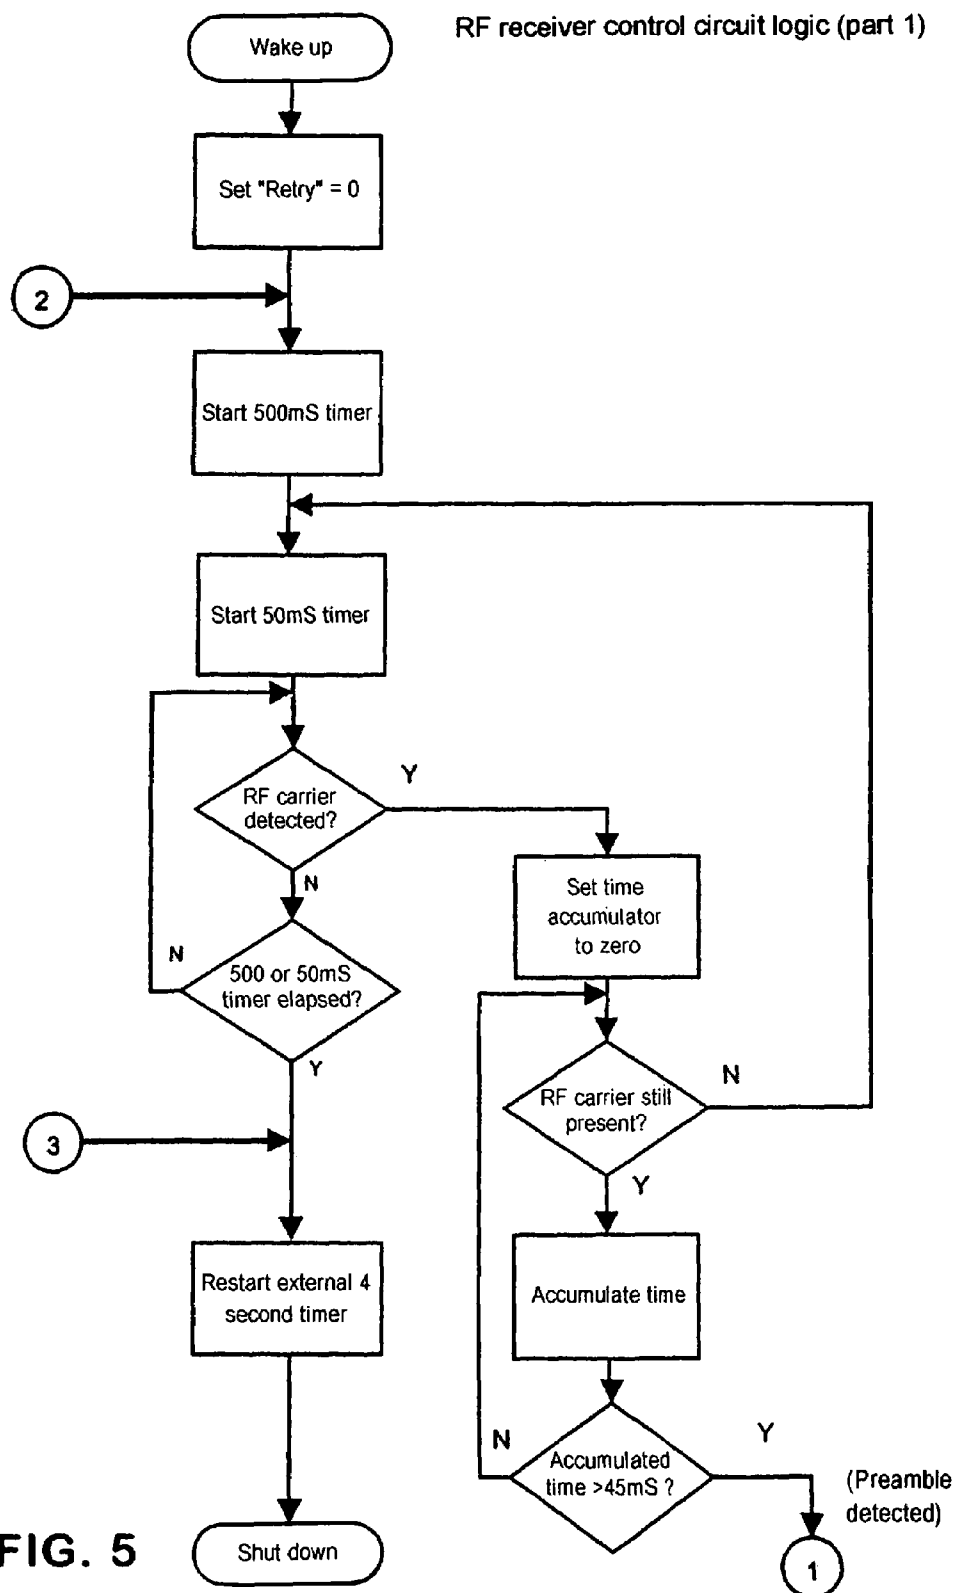 RF receiver control circuit logic (part 1)
Wake up
Set "Retry" = 0
2
Start 500mS timer
Start 50mS timer
RF carrier
detected?
Y
N
500 or 50mS
timer elapsed?
N
Y
3
Restart external 4
second timer
Shut down
Set time
accumulator
to zero
RF carrier still
present?
N
Y
Accumulate time
Accumulated
time >45mS ?
N
Y
(Preamble
detected)
1
FIG. 5